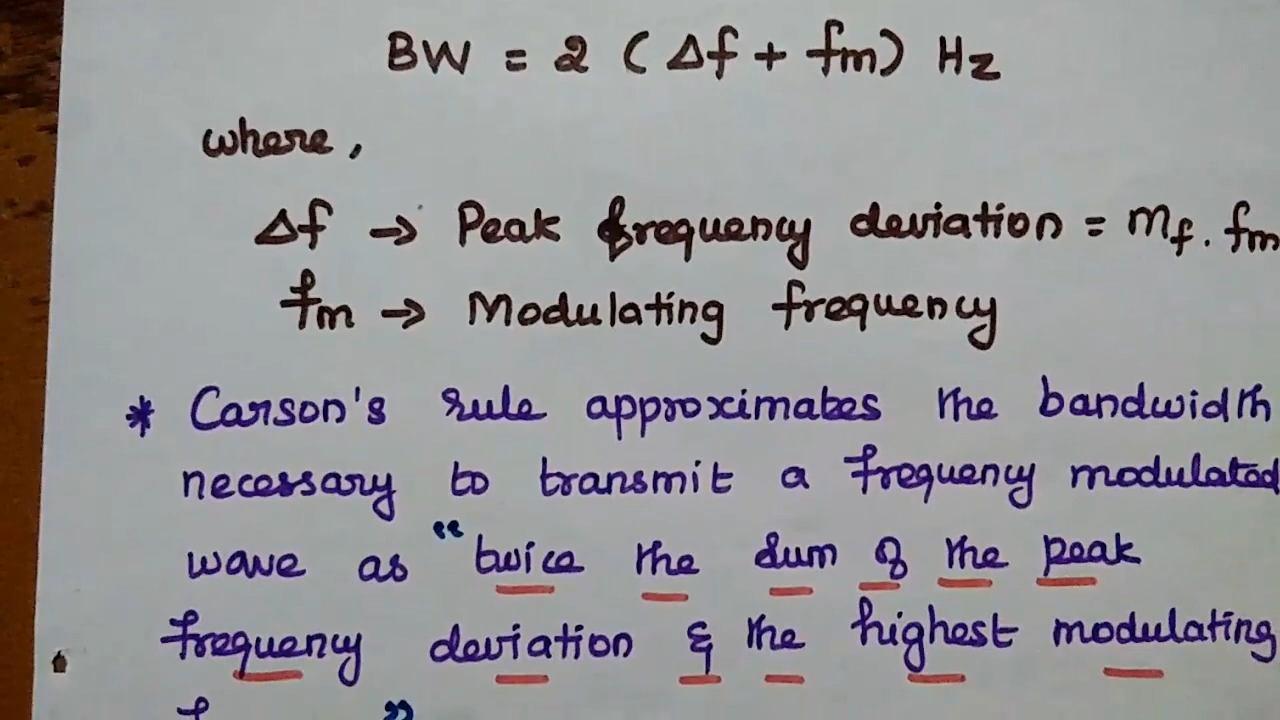 BW = 2 (Δf + fm) Hz
where,
Δf → Peak frequency deviation = mf. fm
fm → Modulating frequency
* Carson's rule approximates the bandwidth
necessary to transmit a frequency modulated
wave as "twice the sum of the peak
frequency deviation & the highest modulating
"